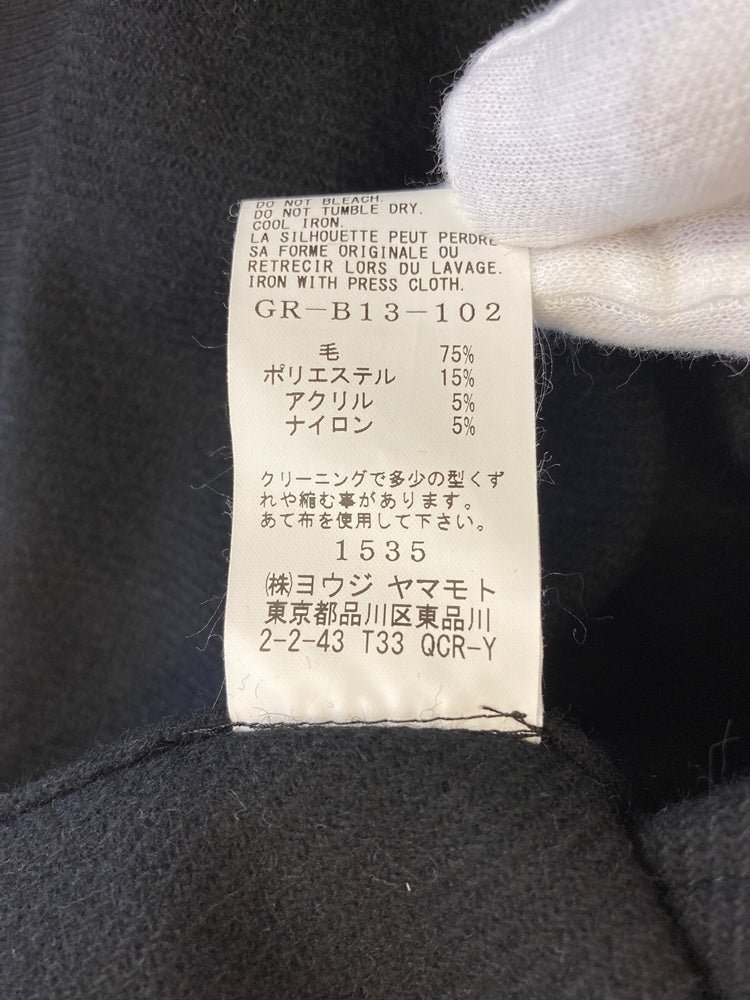 DO NOT BLEACH.
DO NOT TUMBLE DRY.
COOL IRON.
LA SILHOUETTE PEUT PERDRE
SA FORME ORIGINALE OU
RETRECIR LORS DU LAVAGE.
IRON WITH PRESS CLOTH.
GR-B13-102
毛 75%
ポリエステル 15%
アクリル 5%
ナイロン 5%
クリーニングで多少の型くず
れや縮む事があります。
あて布を使用して下さい。
1535
㈱ヨウジ ヤマモト
東京都品川区東品川
2-2-43 T33 QCR-Y